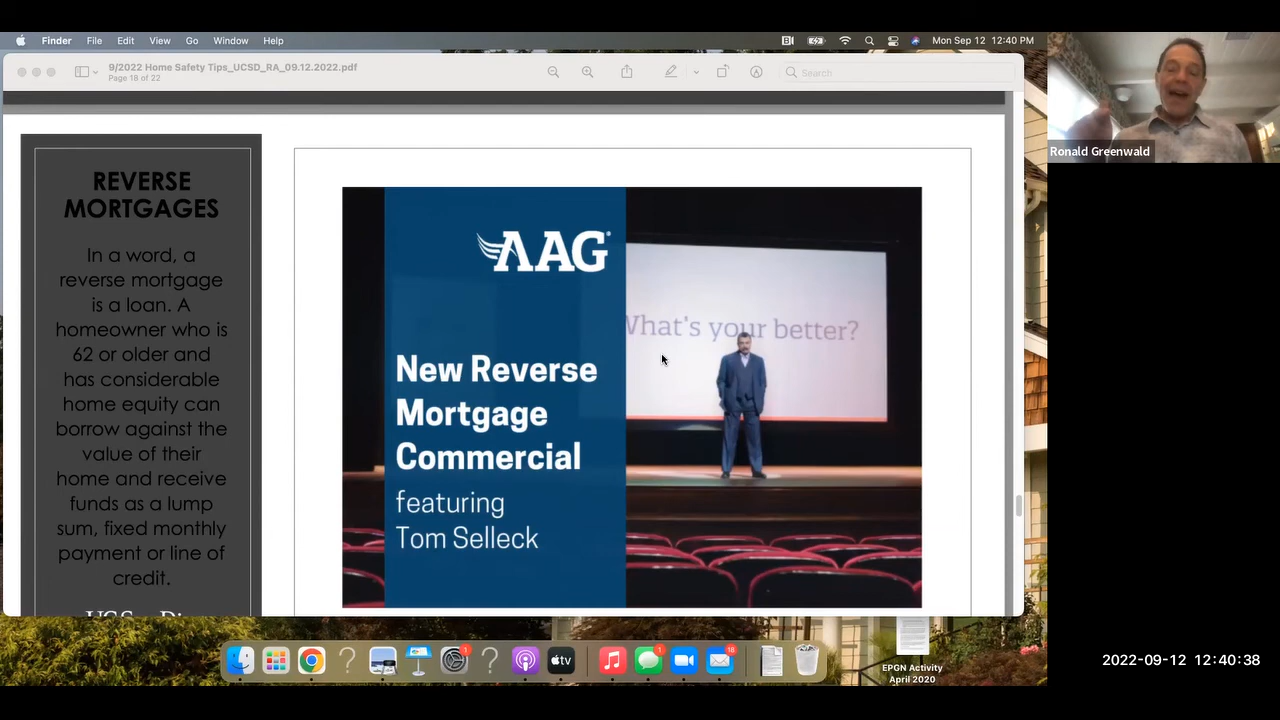 Finder File Edit View Go Window Help
Mon Sep 12 12:40 PM
9/2022 Home Safety Tips_UCSD_RA_09.12.2022.pdf
Page 18 of 22
Search
REVERSE
MORTGAGES
In a word, a
reverse mortgage
is a loan. A
homeowner who is
62 or older and
has considerable
home equity can
borrow against the
value of their
home and receive
funds as a lump
sum, fixed monthly
payment or line of
credit.
AAG®
New Reverse
Mortgage
Commercial
featuring
Tom Selleck
What's your better?
Ronald Greenwald
1
tv
1
18
EPGN Activity
April 2020
2022-09-12 12:40:38